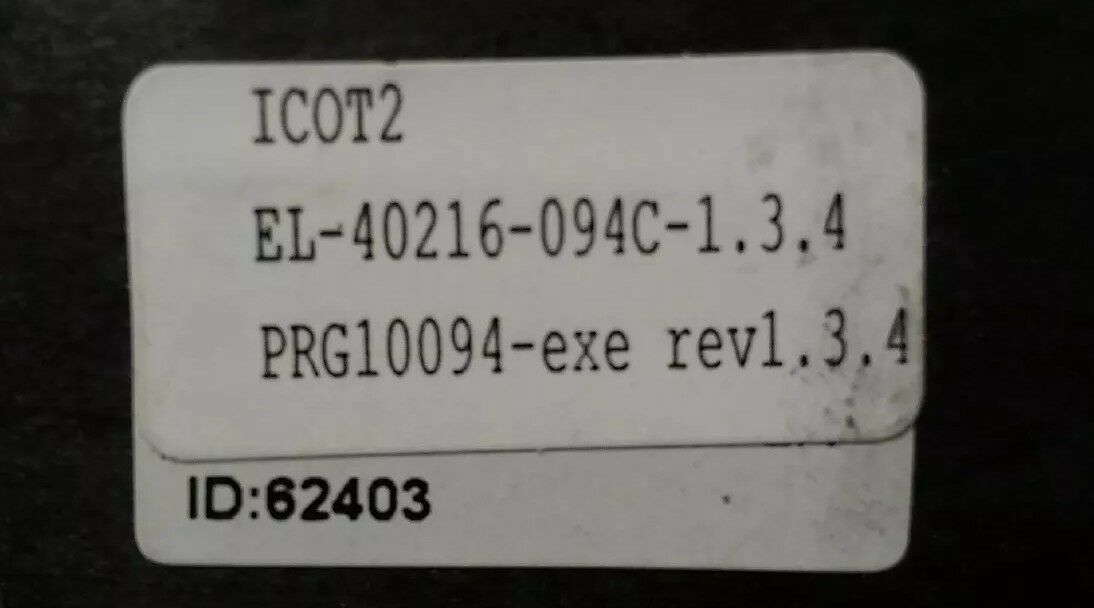 ICOT2
EL-40216-094C-1.3.4
PRG10094-exe rev1.3.4
ID:62403